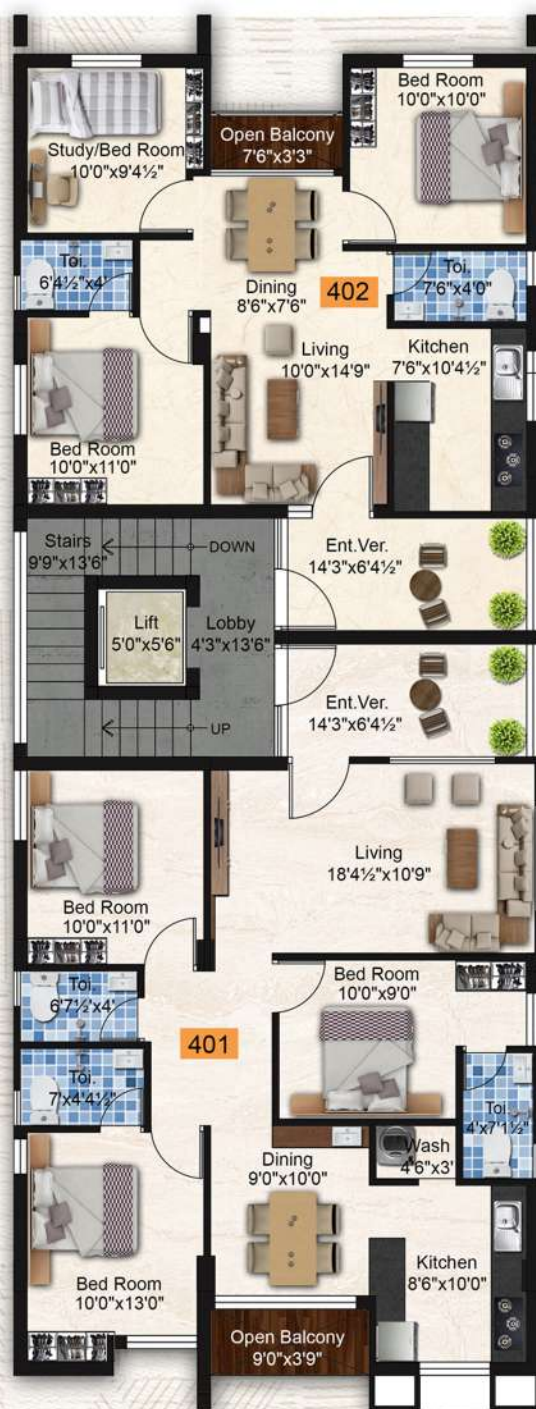 Bed Room
10'0"x10'0"
Open Balcony
7'6"x3'3"
Study/Bed Room
10'0"x9'4½"
Toi.
6'4½"x4'
Toi.
7'6"x4'0"
Dining
8'6"x7'6"
402
Living
10'0"x14'9"
Kitchen
7'6"x10'4½"
Bed Room
10'0"x11'0"
Stairs
9'9"x13'6"
DOWN
Ent.Ver.
14'3"x6'4½"
Lift
5'0"x5'6"
Lobby
4'3"x13'6"
UP
Ent.Ver.
14'3"x6'4½"
Living
18'4½"x10'9"
Bed Room
10'0"x11'0"
Bed Room
10'0"x9'0"
Toi.
6'7½'x4'
401
Toi.
7'x4'4½"
Toi.
4'x7'1½"
Wash
4'6"x3'
Dining
9'0"x10'0"
Kitchen
8'6"x10'0"
Bed Room
10'0"x13'0"
Open Balcony
9'0"x3'9"